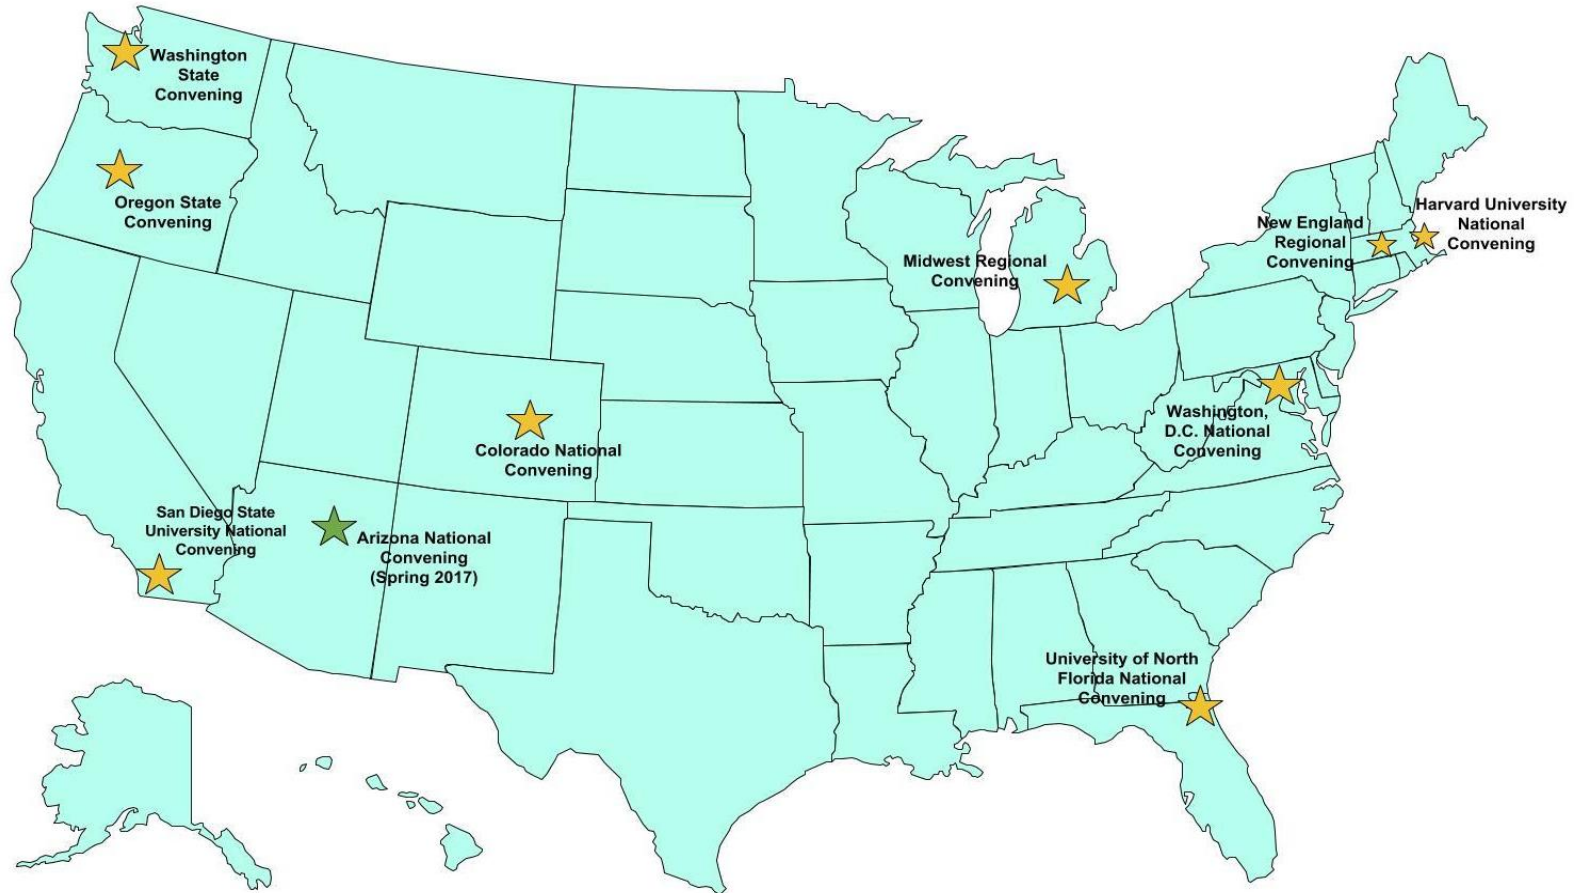 Washington
State
Convening
Oregon State
Convening
Harvard University
National
Convening
New England
Regional
Convening
Midwest Regional
Convening
Washington,
D.C. National
Convening
Colorado National
Convening
San Diego State
University National
Convening
Arizona National
Convening
(Spring 2017)
University of North
Florida National
Convening